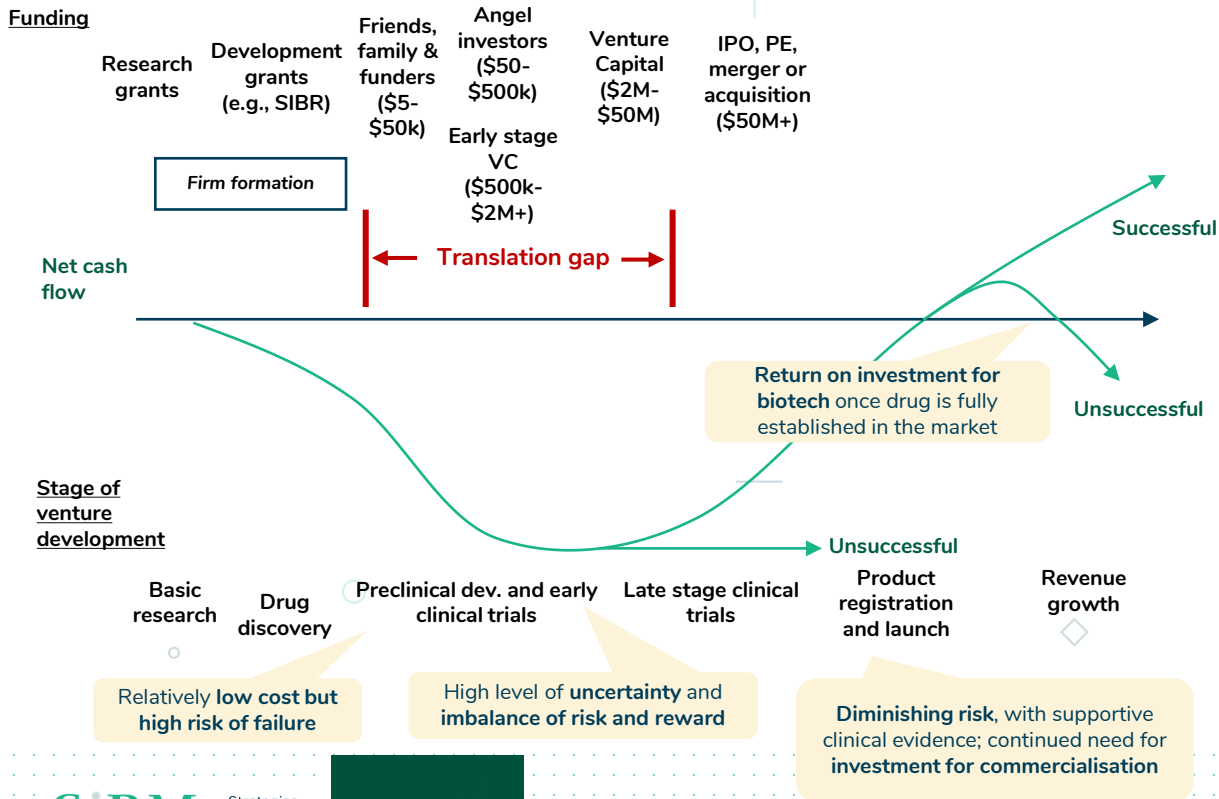 Funding
Research
grants
Development
grants
(e.g., SIBR)
Friends,
family &
funders
($5-
$50k)
Angel
investors
($50-
$500k)
Early stage
VC
($500k-
$2M+)
Venture
Capital
($2M-
$50M)
IPO, PE,
merger or
acquisition
($50M+)
Firm formation
Translation gap
Net cash
flow
Successful
Return on investment for
biotech once drug is fully
established in the market
Unsuccessful
Stage of
venture
development
Unsuccessful
Basic
research
Drug
discovery
Preclinical dev. and early
clinical trials
Late stage clinical
trials
Product
registration
and launch
Revenue
growth
Relatively low cost but
high risk of failure
High level of uncertainty and
imbalance of risk and reward
Diminishing risk, with supportive
clinical evidence; continued need for
investment for commercialisation